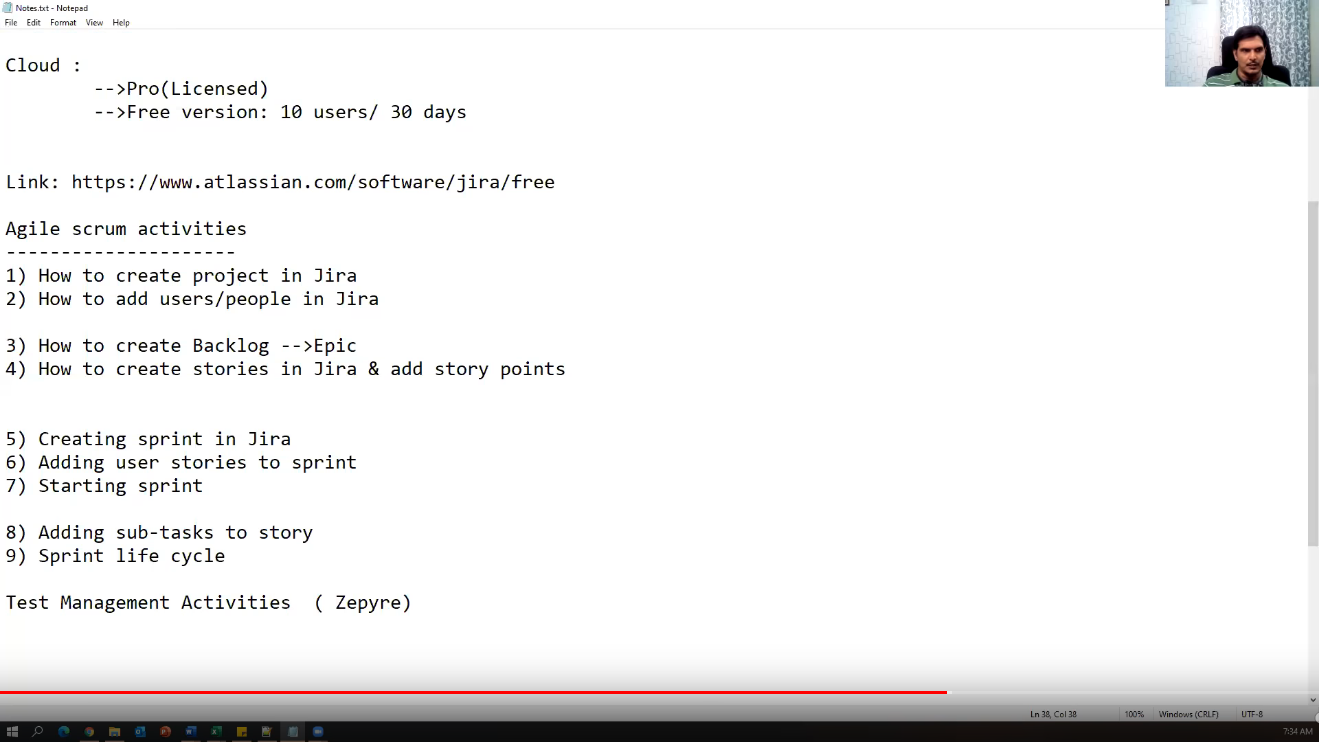 Notes.txt - Notepad
File Edit Format View Help
Cloud :
-->Pro(Licensed)
-->Free version: 10 users/ 30 days
Link: https://www.atlassian.com/software/jira/free
Agile scrum activities
---------------------
1) How to create project in Jira
2) How to add users/people in Jira
3) How to create Backlog -->Epic
4) How to create stories in Jira & add story points
5) Creating sprint in Jira
6) Adding user stories to sprint
7) Starting sprint
8) Adding sub-tasks to story
9) Sprint life cycle
Test Management Activities  ( Zepyre)
Ln 38, Col 38 100% Windows (CRLF) UTF-8
7:34 AM